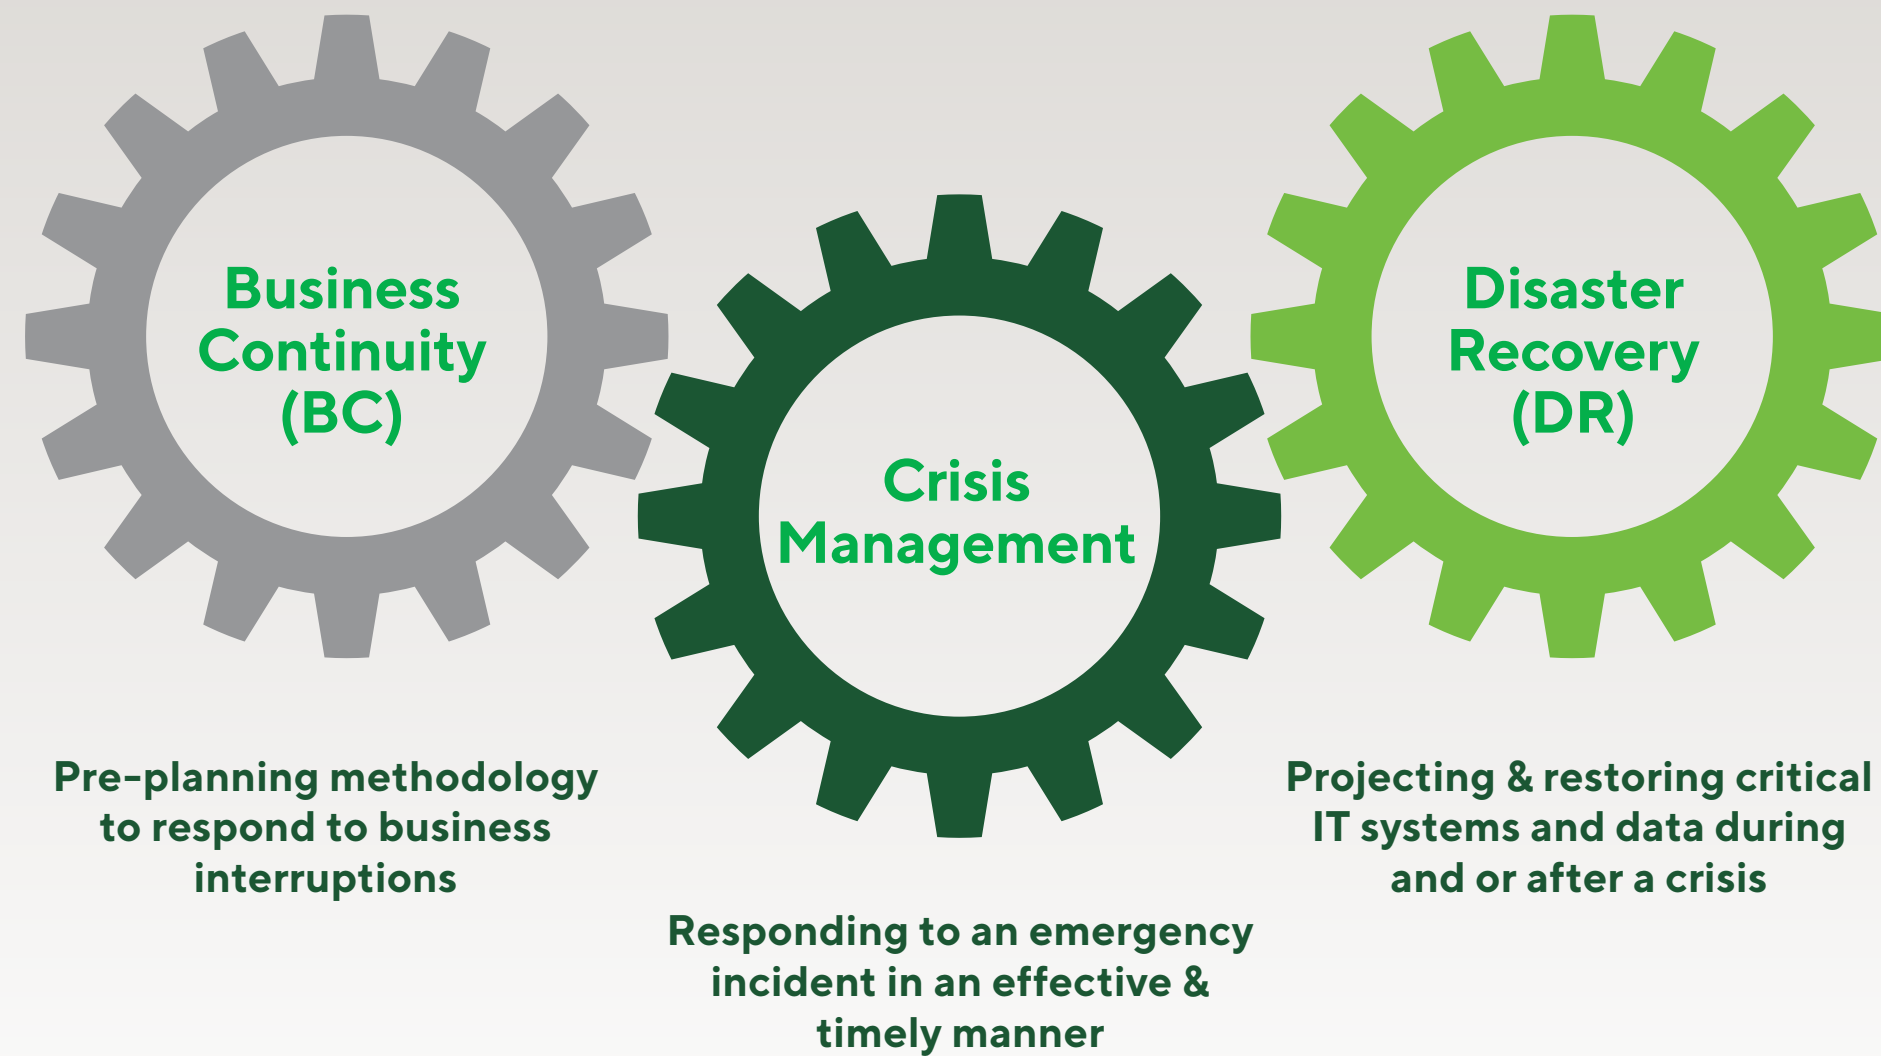 Business
Continuity
(BC)
Pre-planning methodology
to respond to business
interruptions
Crisis
Management
Responding to an emergency
incident in an effective &
timely manner
Disaster
Recovery
(DR)
Projecting & restoring critical
IT systems and data during
and or after a crisis